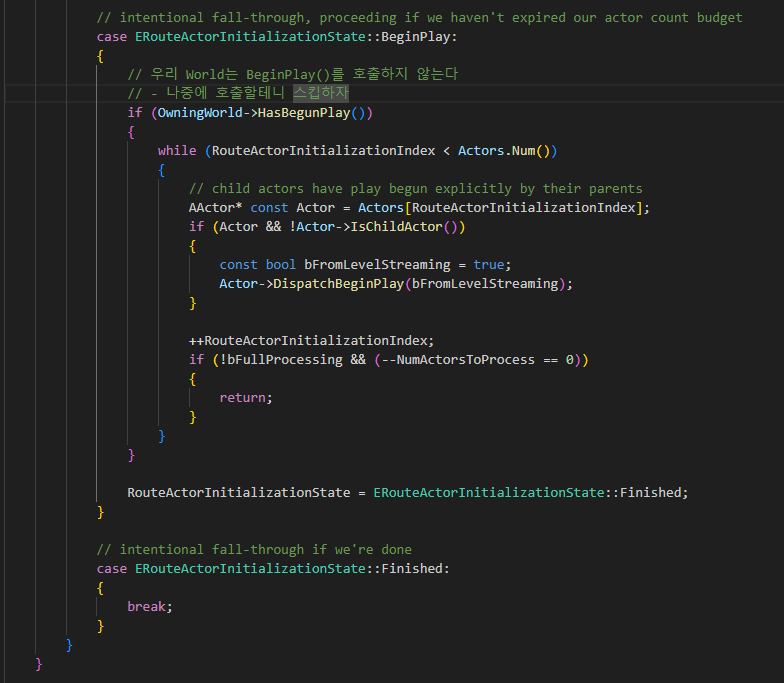 // intentional fall-through, proceeding if we haven't expired our actor count budget
case ERouteActorInitializationState::BeginPlay:
{
// 우리 World는 BeginPlay()를 호출하지 않는다
// - 나중에 호출할테니 스킵하자
if (OwningWorld->HasBegunPlay())
{
while (RouteActorInitializationIndex < Actors.Num())
{
// child actors have play begun explicitly by their parents
AActor* const Actor = Actors[RouteActorInitializationIndex];
if (Actor && !Actor->IsChildActor())
{
const bool bFromLevelStreaming = true;
Actor->DispatchBeginPlay(bFromLevelStreaming);
}
++RouteActorInitializationIndex;
if (!bFullProcessing && (--NumActorsToProcess == 0))
{
return;
}
}
}
RouteActorInitializationState = ERouteActorInitializationState::Finished;
}
// intentional fall-through if we're done
case ERouteActorInitializationState::Finished:
{
break;
}
}
}